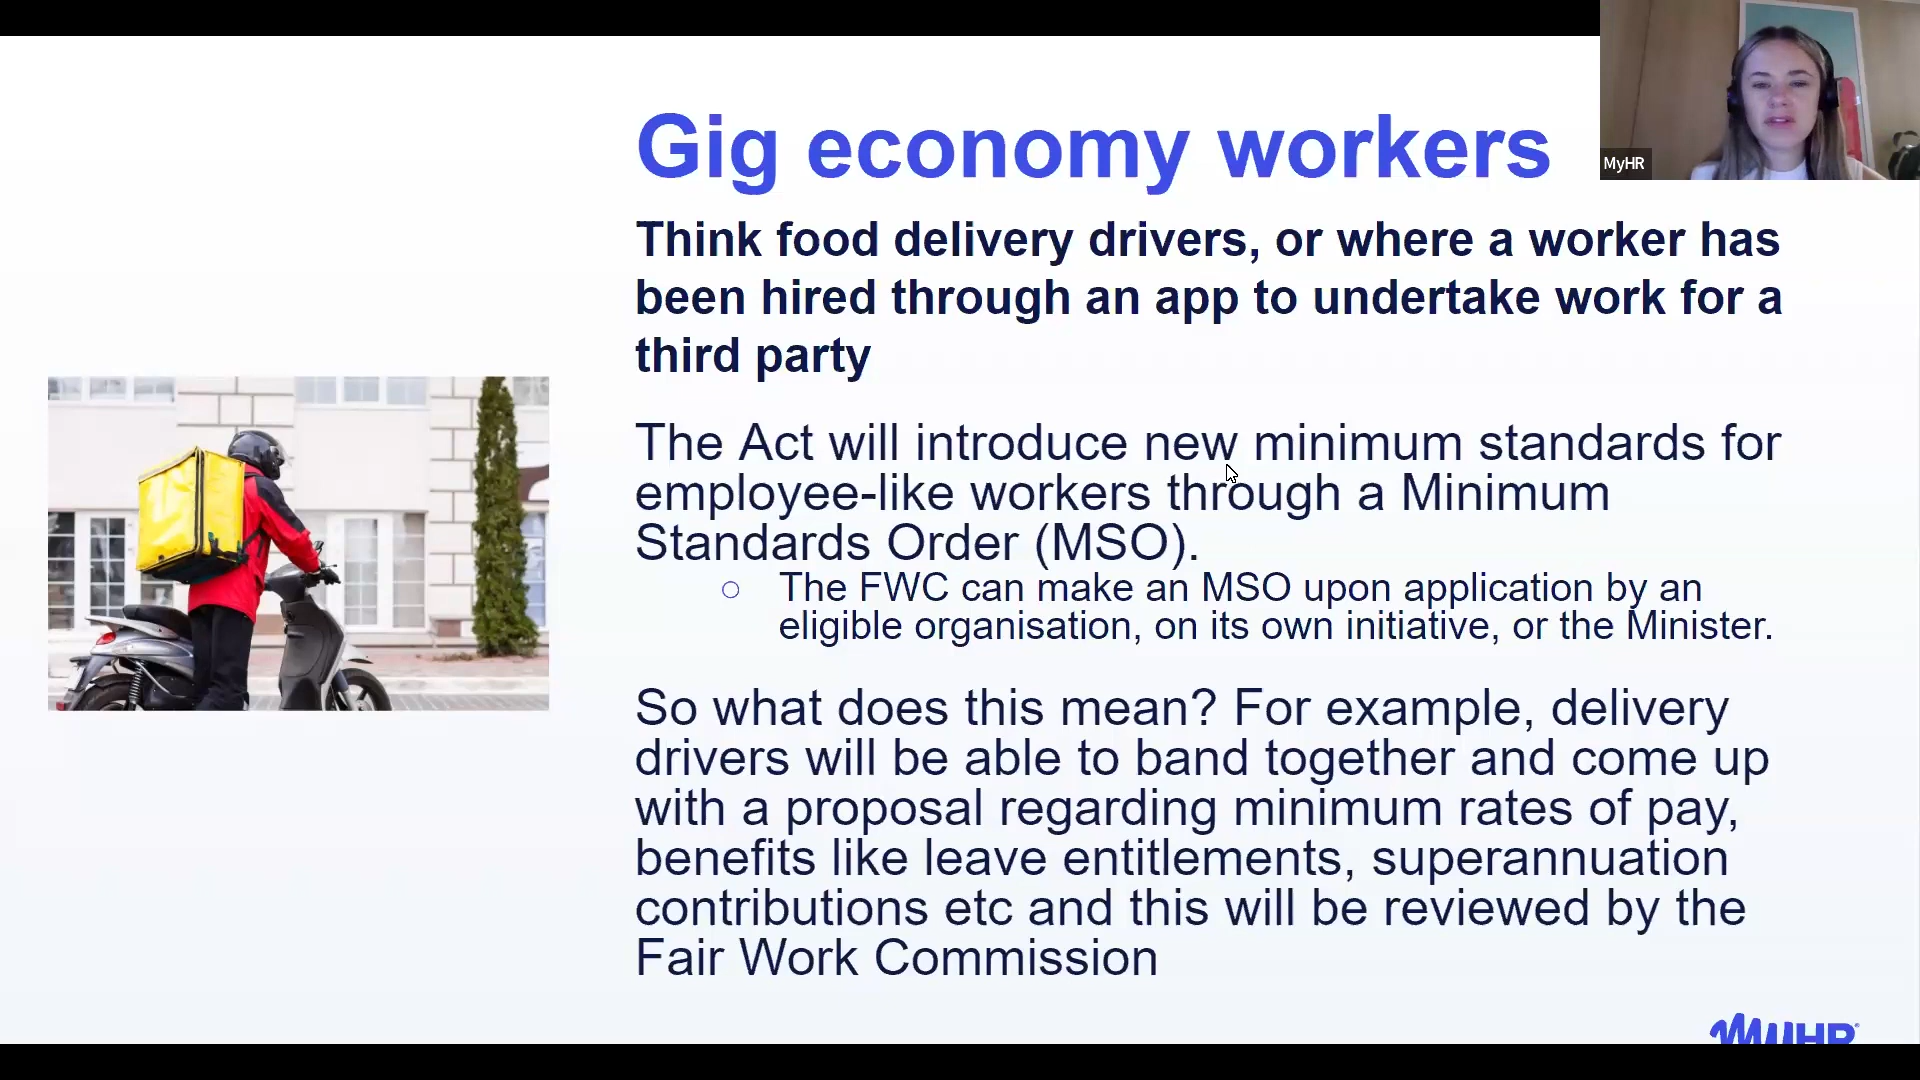 Gig economy workers
MyHR
Think food delivery drivers, or where a worker has
been hired through an app to undertake work for a
third party
The Act will introduce new minimum standards for
employee-like workers through a Minimum
Standards Order (MSO).
○ The FWC can make an MSO upon application by an
eligible organisation, on its own initiative, or the Minister.
So what does this mean? For example, delivery
drivers will be able to band together and come up
with a proposal regarding minimum rates of pay,
benefits like leave entitlements, superannuation
contributions etc and this will be reviewed by the
Fair Work Commission
MyHR